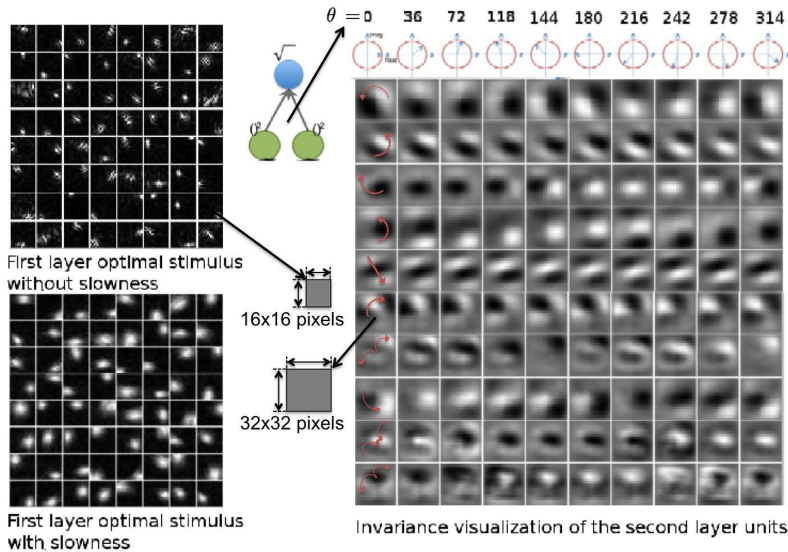 θ = 0 36 72 118 144 180 216 242 278 314
√
()² ()²
First layer optimal stimulus
without slowness
16x16 pixels
32x32 pixels
First layer optimal stimulus
with slowness
Invariance visualization of the second layer units